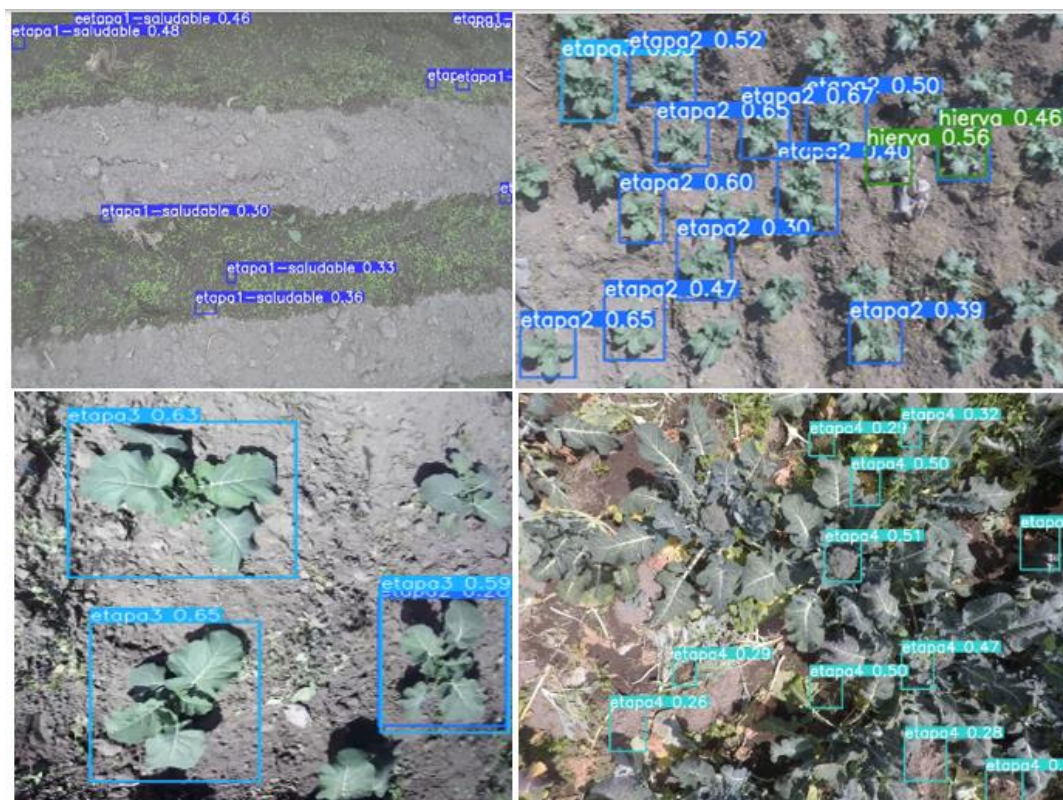 etapa1-saludable 0.46
etapa1-saludable 0.48
etapa1-saludable 0.30
etapa1-saludable 0.33
etapa1-saludable 0.36
etapa2 0.52
etapa2 0.50
etapa2 0.67
etapa2 0.65
hierva 0.46
hierva 0.56
etapa2 0.40
etapa2 0.60
etapa2 0.30
etapa2 0.47
etapa2 0.65
etapa2 0.39
etapa3 0.63
etapa3 0.59
etapa3 0.65
etapa4 0.32
etapa4 0.29
etapa4 0.50
etapa4 0.51
etapa4 0.47
etapa4 0.29
etapa4 0.50
etapa4 0.26
etapa4 0.28